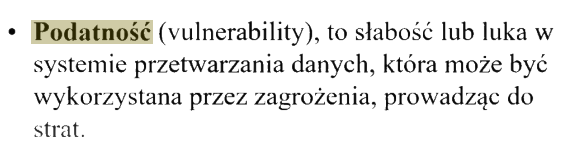 • Podatność (vulnerability), to słabość lub luka w
systemie przetwarzania danych, która może być
wykorzystana przez zagrożenia, prowadząc do
strat.